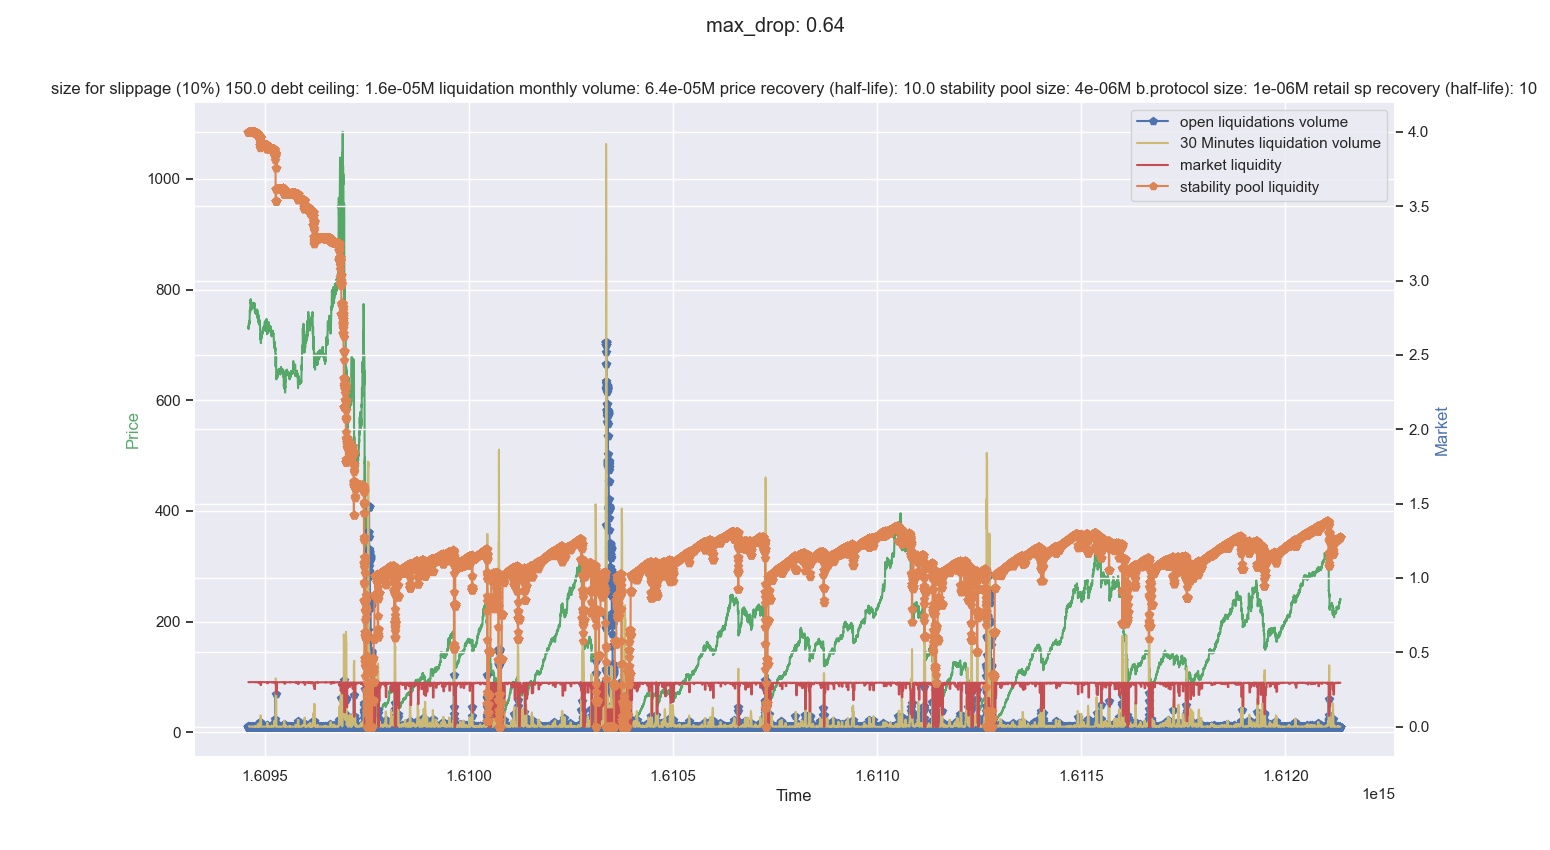 max_drop: 0.64
size for slippage (10%) 150.0 debt ceiling: 1.6e-05M liquidation monthly volume: 6.4e-05M price recovery (half-life): 10.0 stability pool size: 4e-06M b.protocol size: 1e-06M retail sp recovery (half-life): 10
open liquidations volume
30 Minutes liquidation volume
market liquidity
stability pool liquidity
1000
800
600
400
200
0
Price
4.0
3.5
3.0
2.5
2.0
1.5
1.0
0.5
0.0
Market
1.6095 1.6100 1.6105 1.6110 1.6115 1.6120
Time
1e15